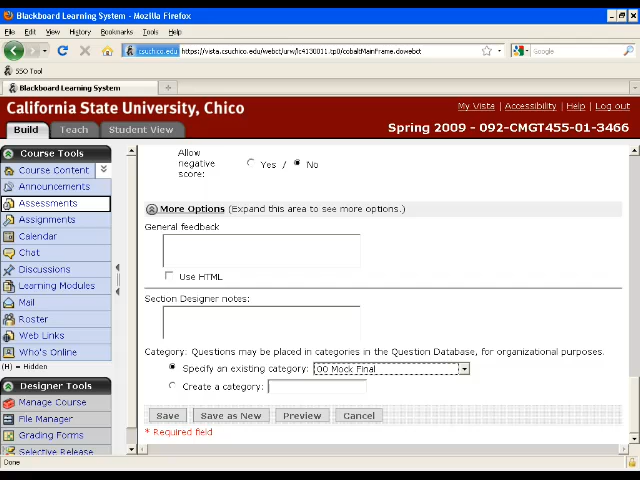 Blackboard Learning System - Mozilla Firefox
File Edit View History Bookmarks Tools Help
csuchico.edu https://vista.csuchico.edu/webct/urw/lc4130011.tp0/cobaltMainFrame.dowebct Google
SSO Tool
Blackboard Learning System
California State University, Chico
My Vista | Accessibility | Help | Log out
Build Teach Student View
Spring 2009 - 092-CMGT455-01-3466
Course Tools
Course Content
Announcements
Assessments
Assignments
Calendar
Chat
Discussions
Learning Modules
Mail
Roster
Web Links
Who's Online
(H) = Hidden
Designer Tools
Manage Course
File Manager
Grading Forms
Selective Release
Allow
negative
score:
Yes / No
More Options (Expand this area to see more options.)
General feedback
Use HTML
Section Designer notes:
Category: Questions may be placed in categories in the Question Database, for organizational purposes.
Specify an existing category: 00 Mock Final
Create a category:
Save Save as New Preview Cancel
* Required field
Done